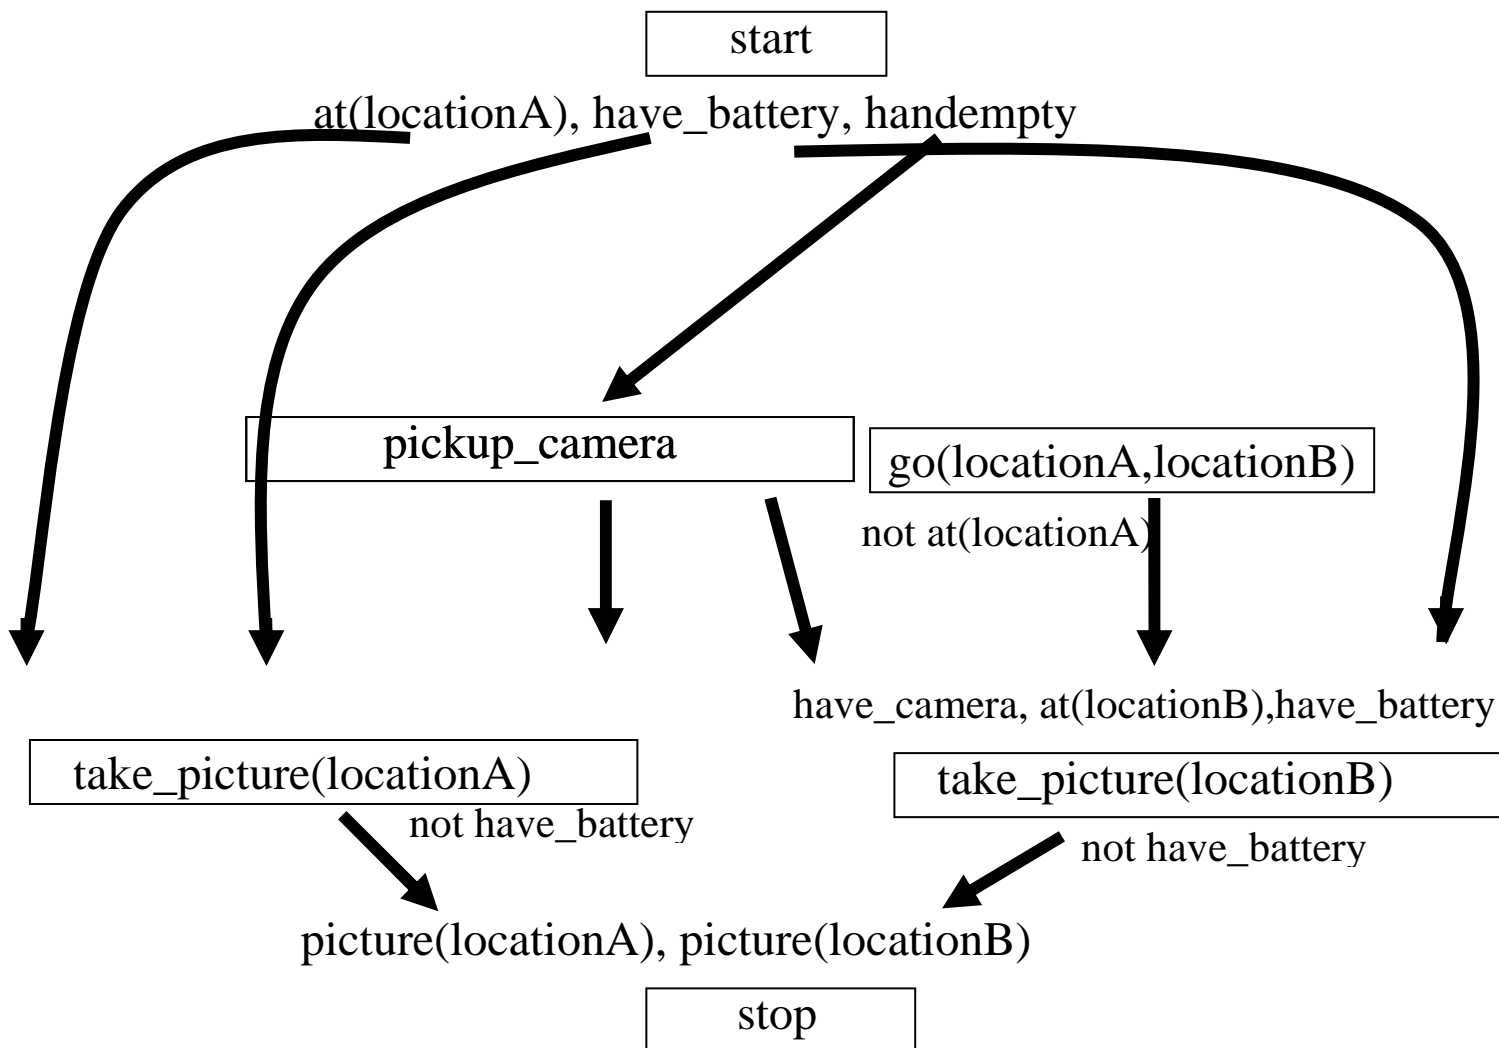 start
at(locationA), have_battery, handempty
pickup_camera
go(locationA,locationB)
not at(locationA)
have_camera, at(locationB),have_battery
take_picture(locationA)
take_picture(locationB)
not have_battery
not have_battery
picture(locationA), picture(locationB)
stop